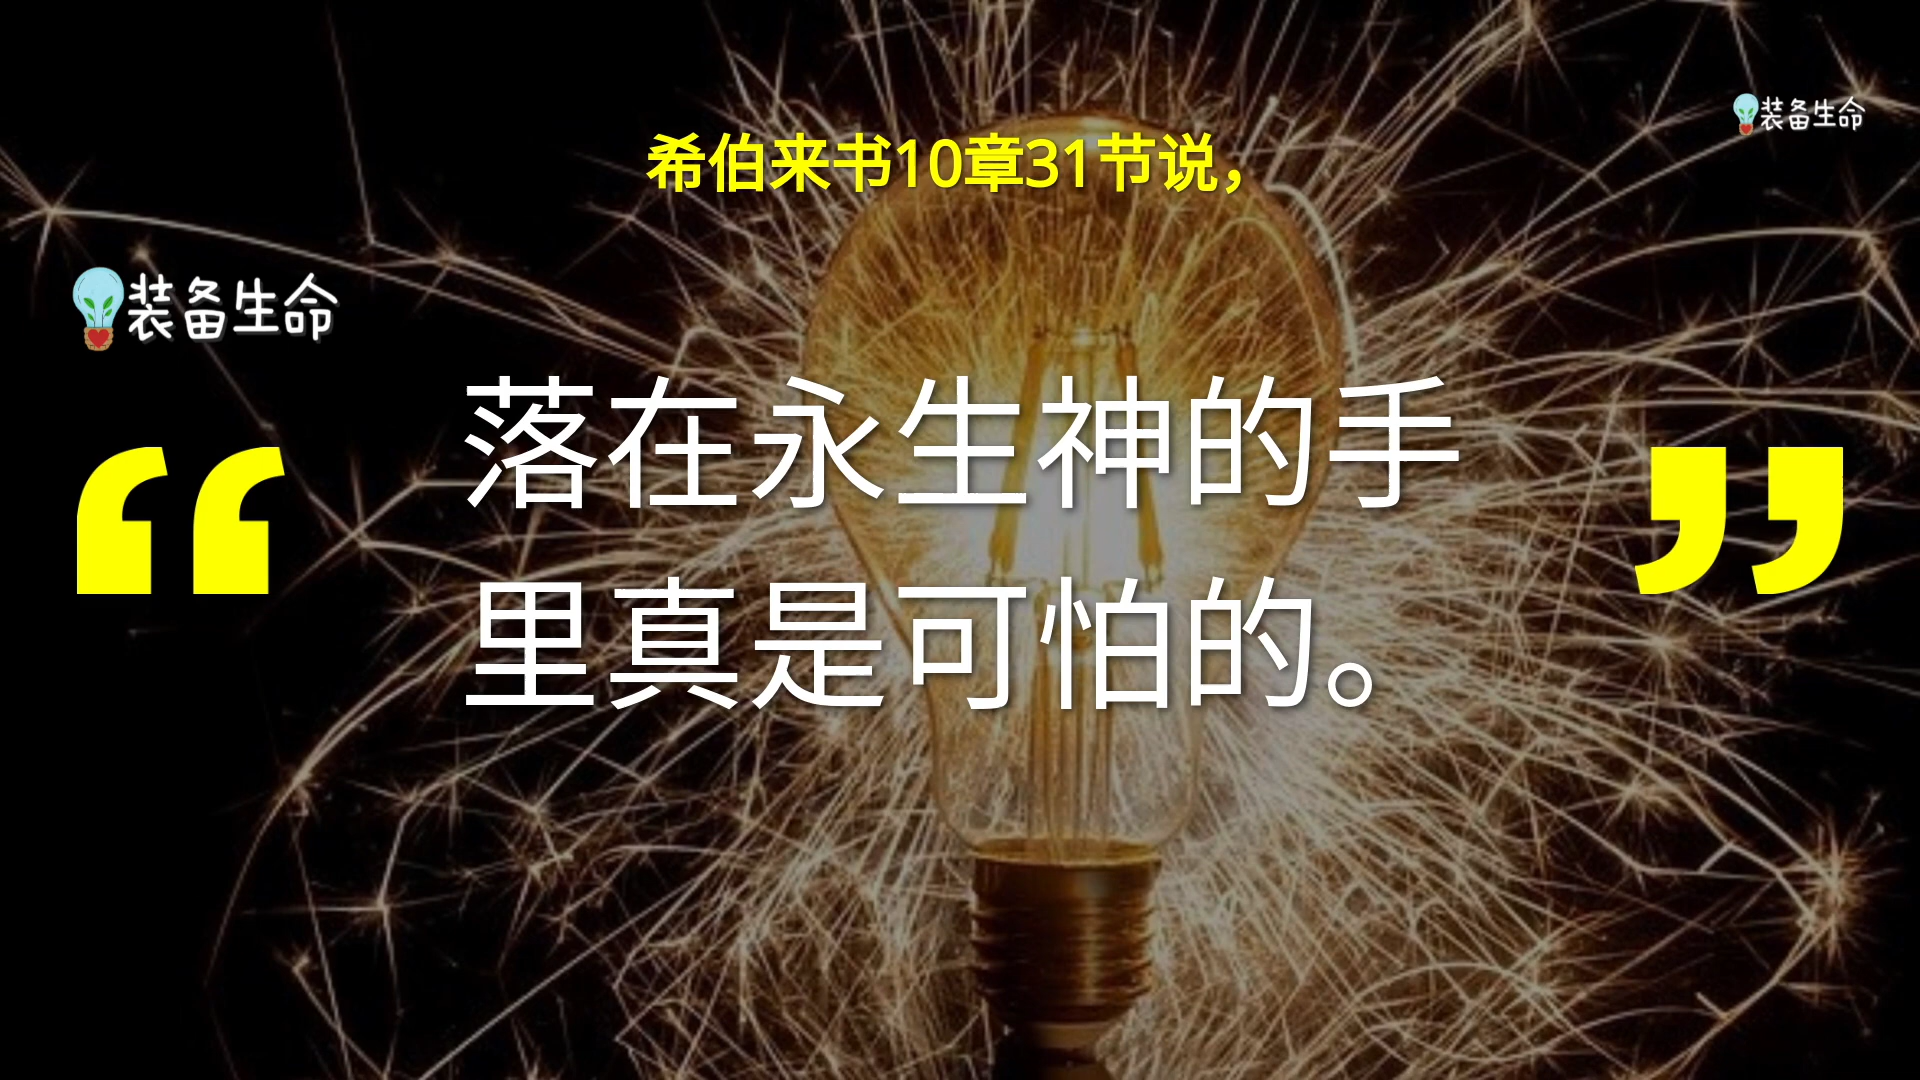 装备生命
希伯来书10章31节说，
装备生命
“落在永生神的手
里真是可怕的。”